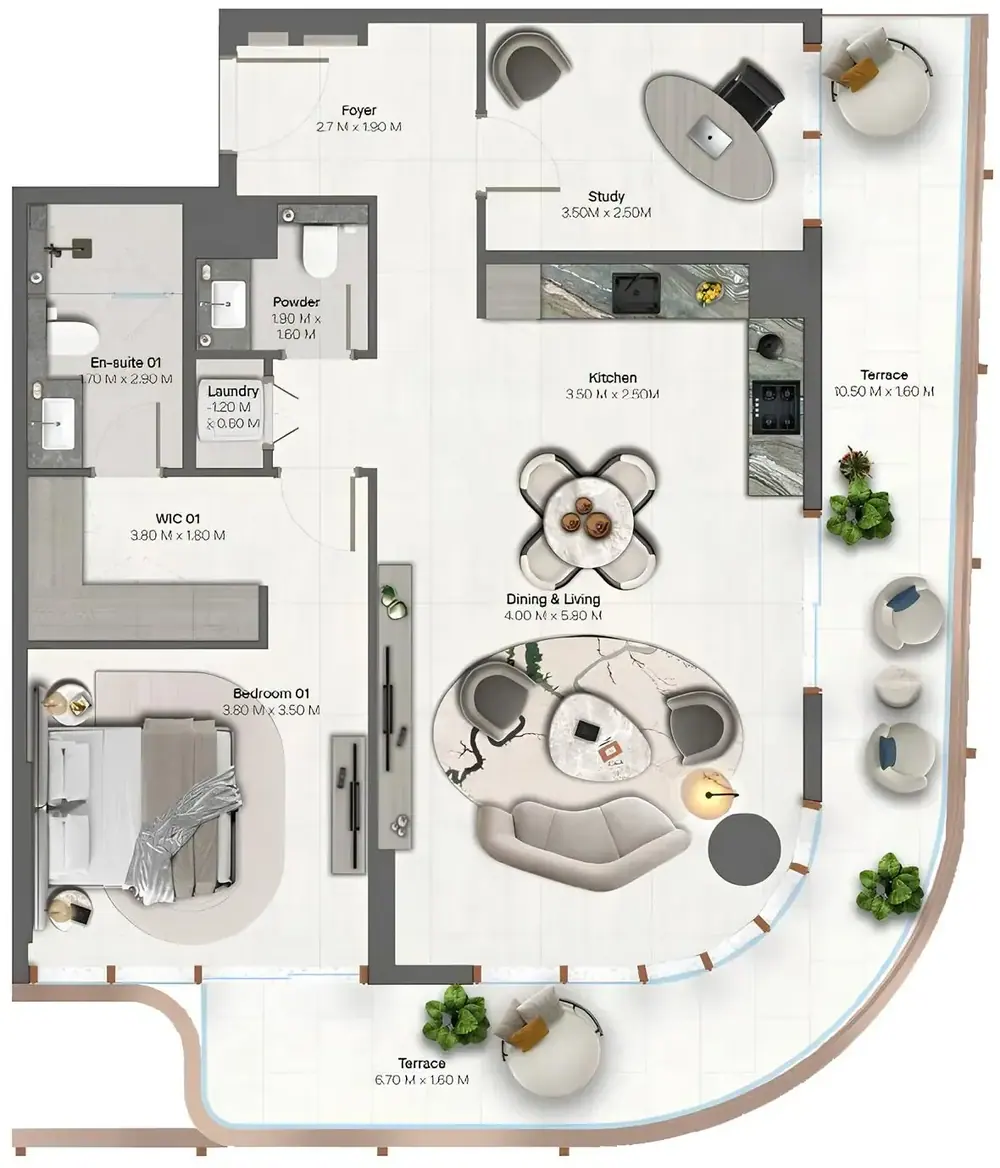 Foyer
2.7 M x 1.90 M
Study
3.50M x 2.50M
Powder
1.90 M x
1.60 M
En-suite 01
1.70 M x 2.90 M
Laundry
1.20 M
x 0.60 M
Kitchen
3.50 M x 2.50M
Terrace
10.50 M x 1.60 M
WIC 01
3.80 M x 1.80 M
Dining & Living
4.00 M x 5.90 M
Bedroom 01
3.80 M x 3.50 M
Terrace
6.70 M x 1.60 M